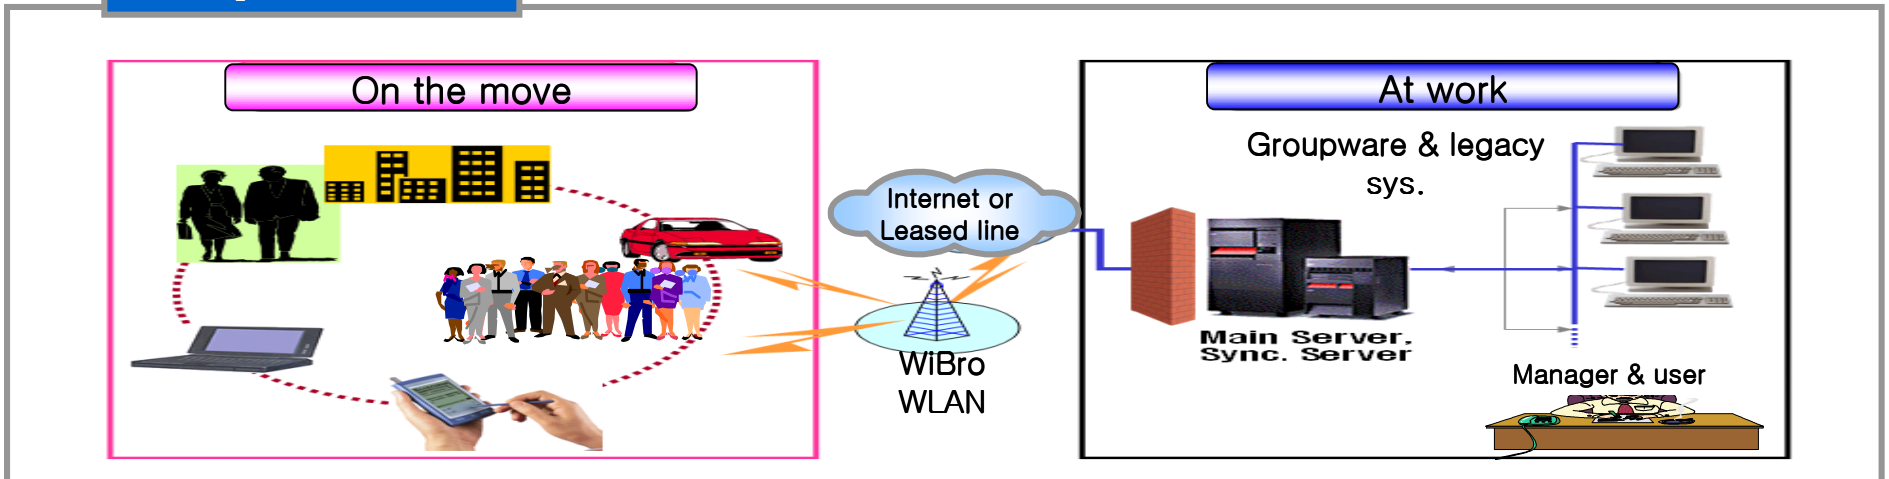 On the move
At work
Groupware & legacy
sys.
Internet or
Leased line
Main Server,
Sync. Server
WiBro
WLAN
Manager & user